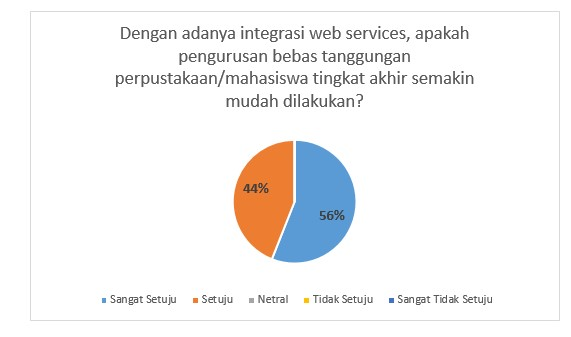 Dengan adanya integrasi web services, apakah
pengurusan bebas tanggungan
perpustakaan/mahasiswa tingkat akhir semakin
mudah dilakukan?
44%
56%
Sangat Setuju Setuju Netral Tidak Setuju Sangat Tidak Setuju